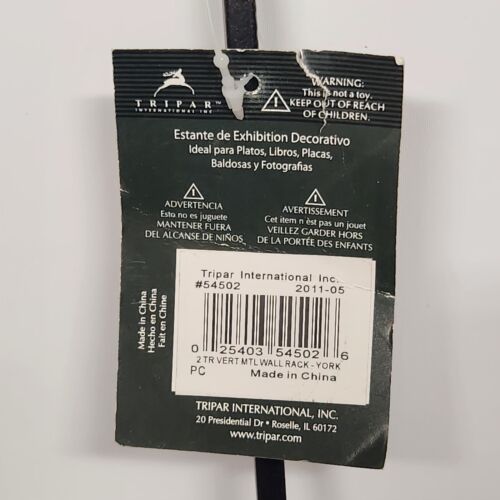 TRIPAR™
INTERNATIONAL INC
WARNING:
This is not a toy.
KEEP OUT OF REACH
OF CHILDREN.
Estante de Exhibition Decorativo
Ideal para Platos, Libros, Placas,
Baldosas y Fotografias
ADVERTENCIA
Esto no es juguete
MANTENER FUERA
DEL ALCANSE DE NIÑOS.
AVERTISSEMENT
Cet item n est pas un jouet
VEILLEZ GARDER HORS
DE LA PORTÉE DES ENFANTS
Made in China
Hecho en China
Fait en Chine
Tripar International Inc.
#54502 2011-05
0 25403 54502 6
2 TR VERT MTL WALL RACK - YORK
PC Made in China
TRIPAR INTERNATIONAL, INC.
20 Presidential Dr • Roselle, IL 60172
www.tripar.com